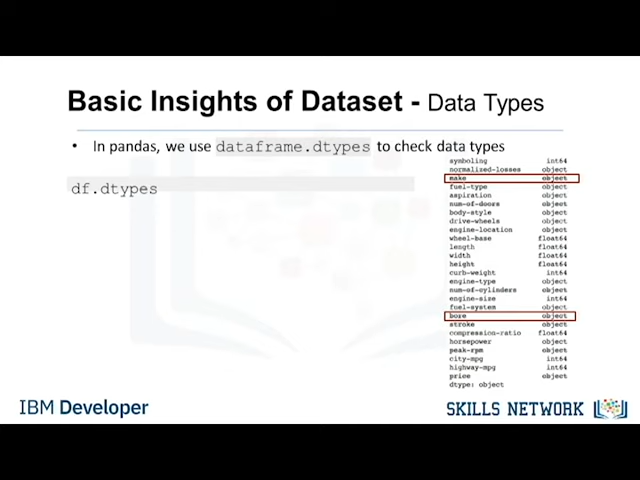 Basic Insights of Dataset - Data Types
• In pandas, we use dataframe.dtypes to check data types
df.dtypes
symboling int64
normalized-losses object
make object
fuel-type object
aspiration object
num-of-doors object
body-style object
drive-wheels object
engine-location object
wheel-base float64
length float64
width float64
height float64
curb-weight int64
engine-type object
num-of-cylinders object
engine-size int64
fuel-system object
bore object
stroke object
compression-ratio float64
horsepower object
peak-rpm object
city-mpg int64
highway-mpg int64
price object
dtype: object
IBM Developer
SKILLS NETWORK